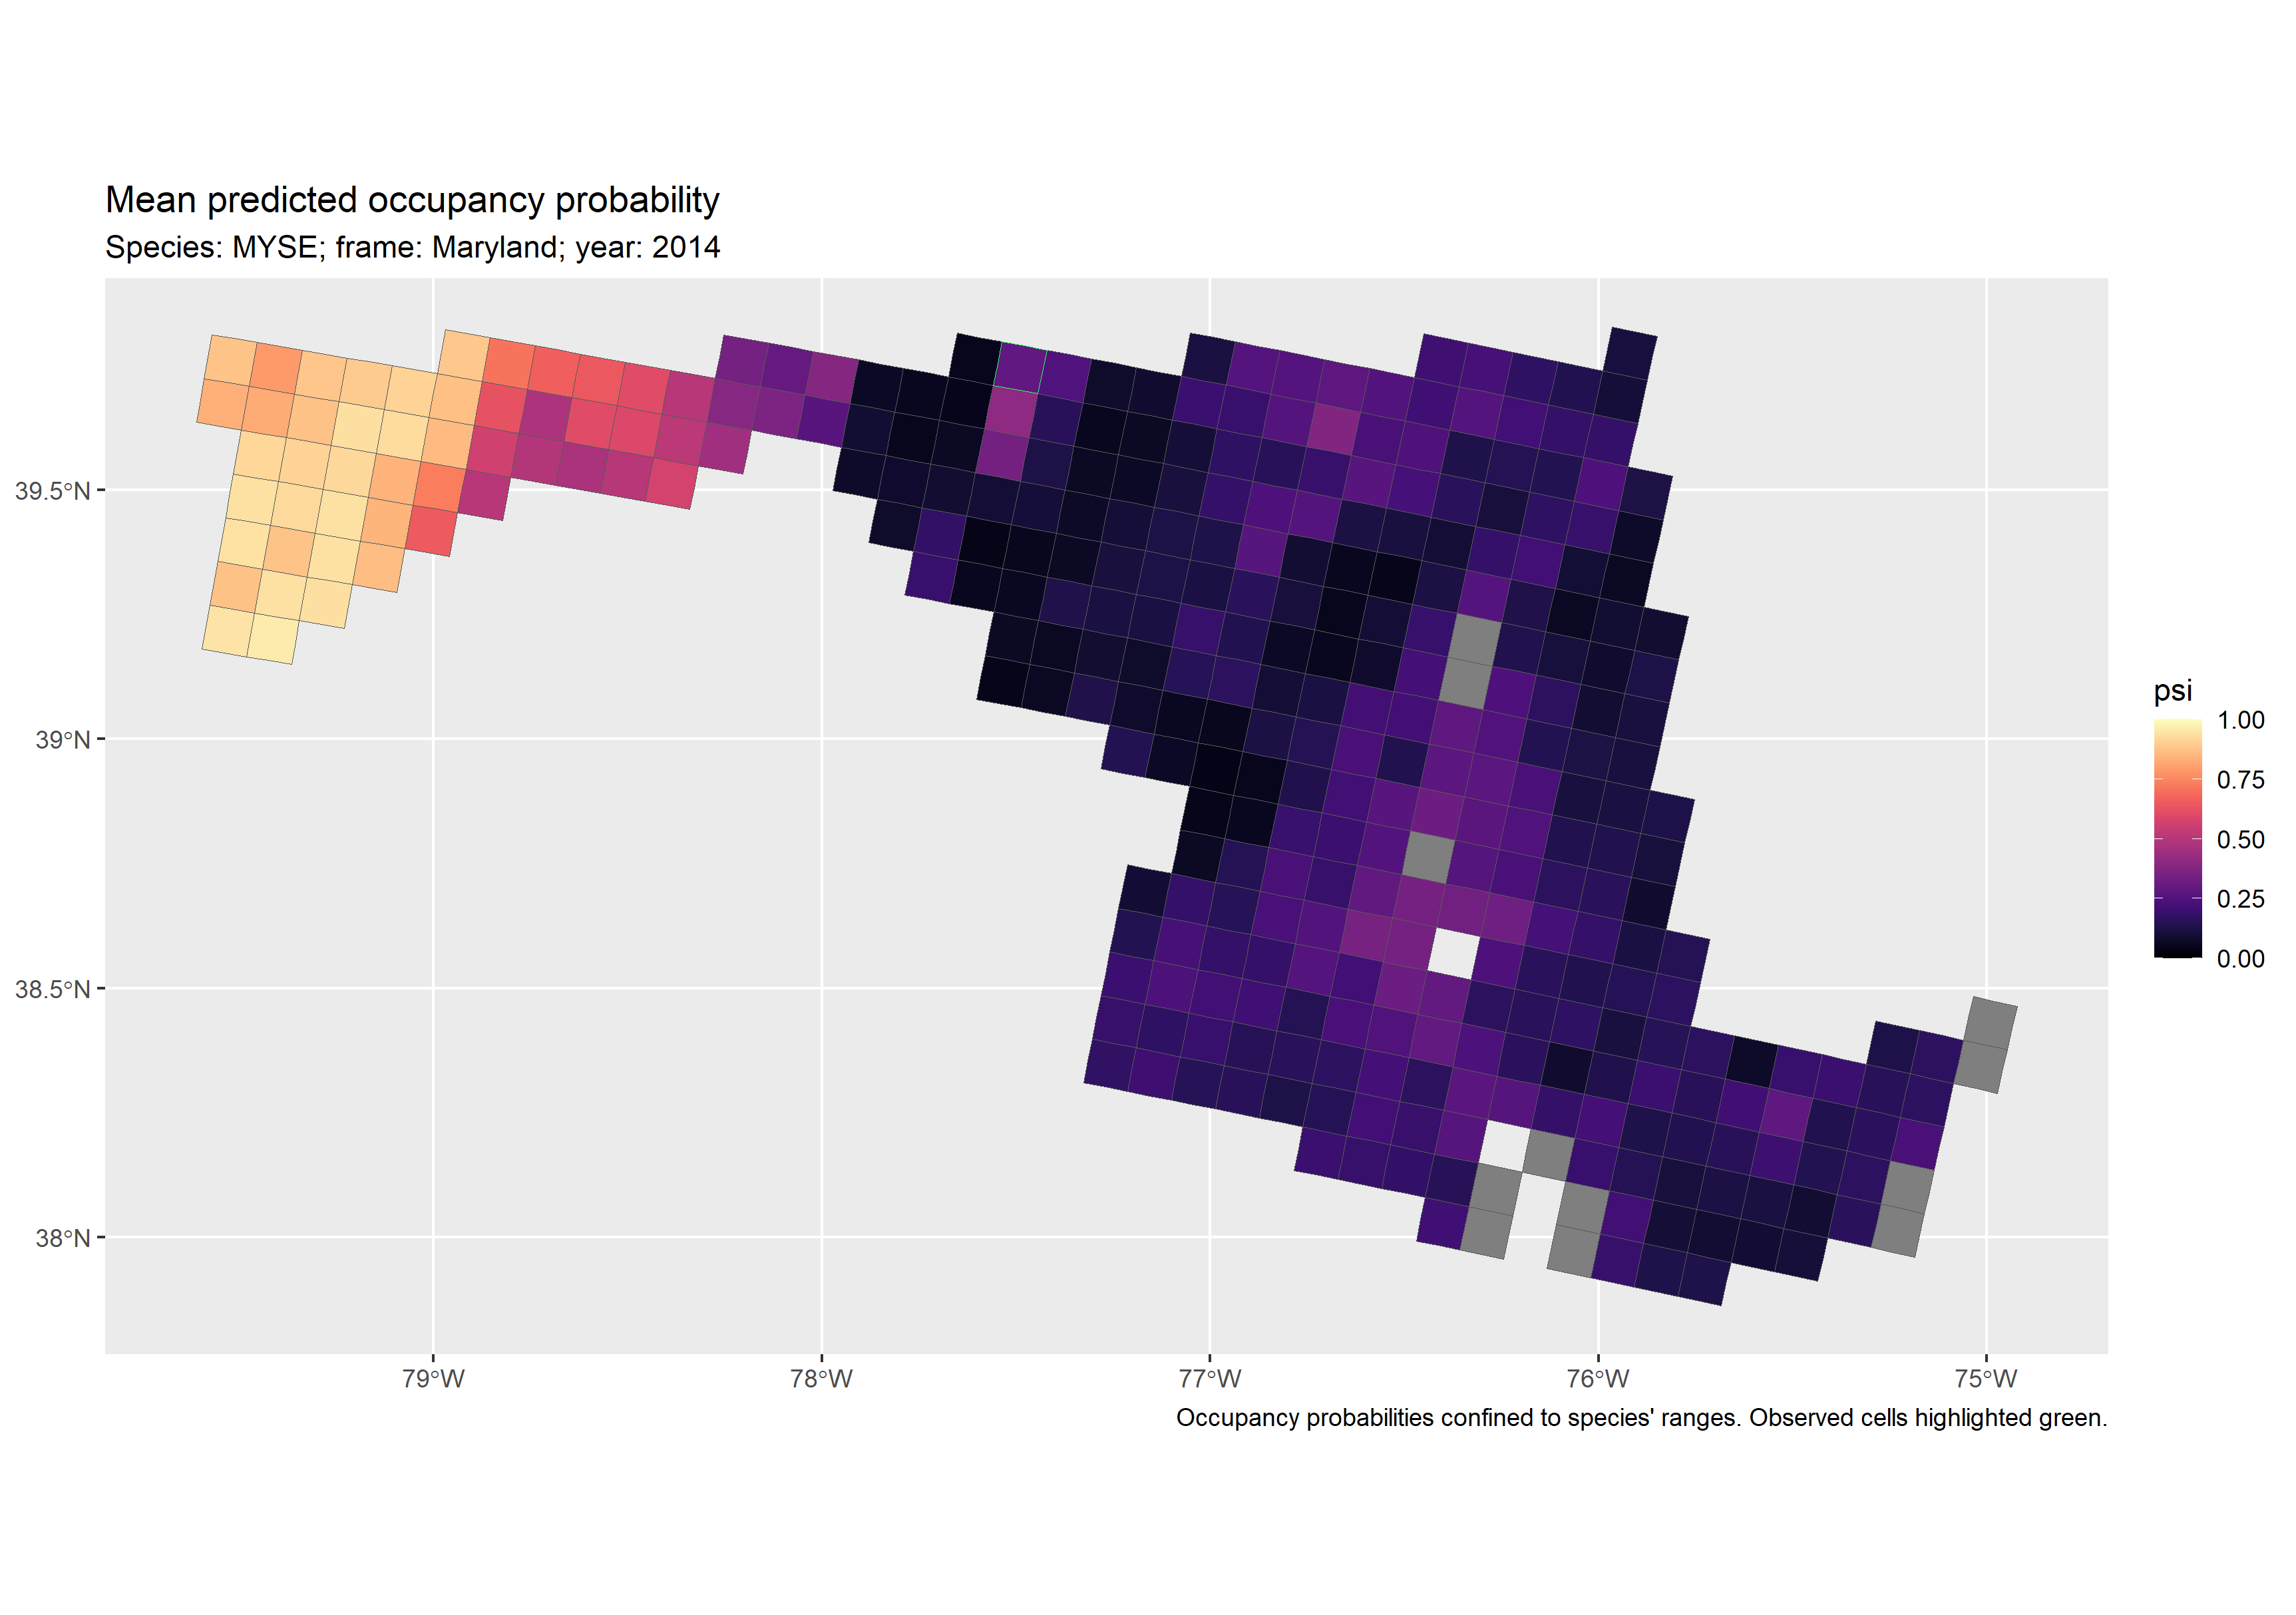 Mean predicted occupancy probability
Species: MYSE; frame: Maryland; year: 2014
39.5°N
39°N
38.5°N
38°N
79°W
78°W
77°W
76°W
75°W
psi
1.00
0.75
0.50
0.25
0.00
Occupancy probabilities confined to species' ranges. Observed cells highlighted green.